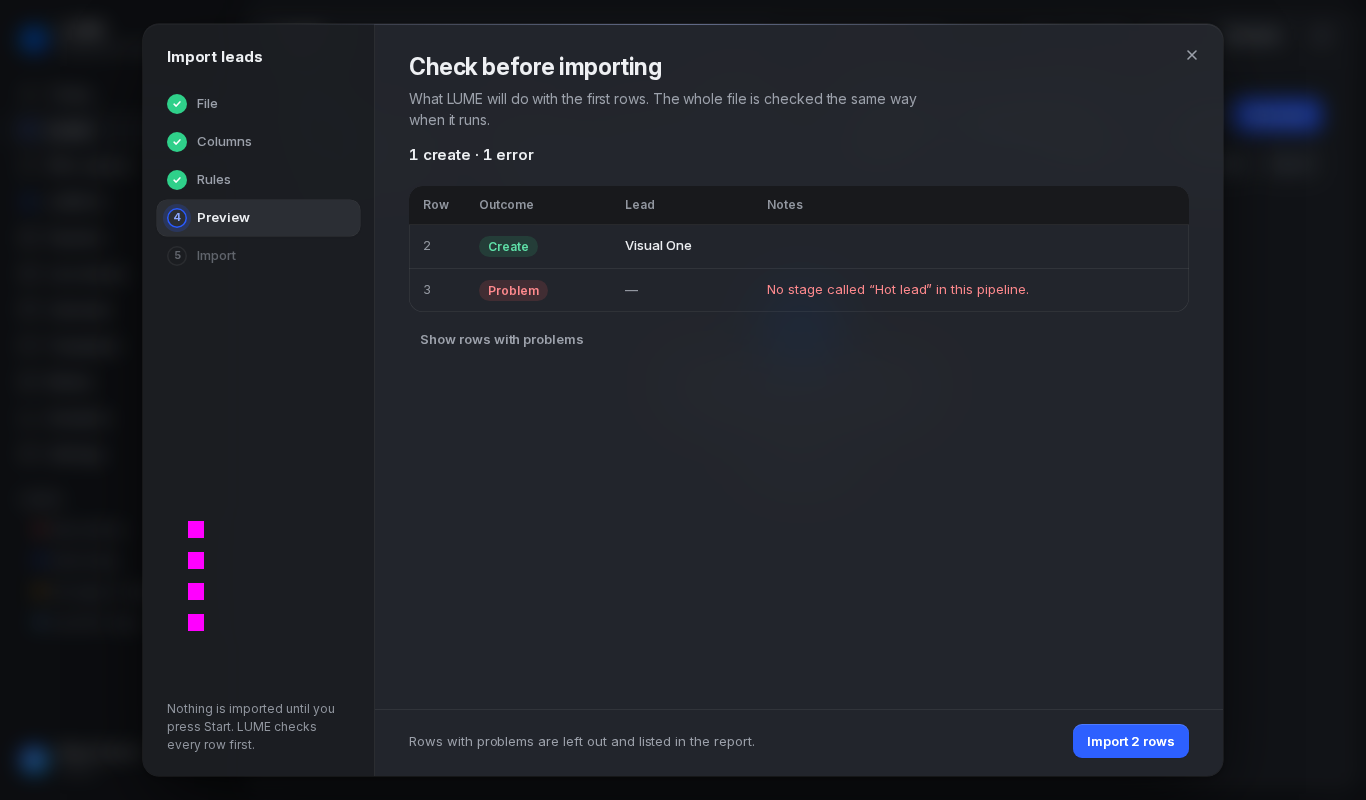 Import leads
File
Columns
Rules
4 Preview
5 Import
Nothing is imported until you
press Start. LUME checks
every row first.
Check before importing
What LUME will do with the first rows. The whole file is checked the same way
when it runs.
1 create · 1 error
Row Outcome Lead Notes
2 Create Visual One
3 Problem — No stage called “Hot lead” in this pipeline.
Show rows with problems
Rows with problems are left out and listed in the report.
Import 2 rows